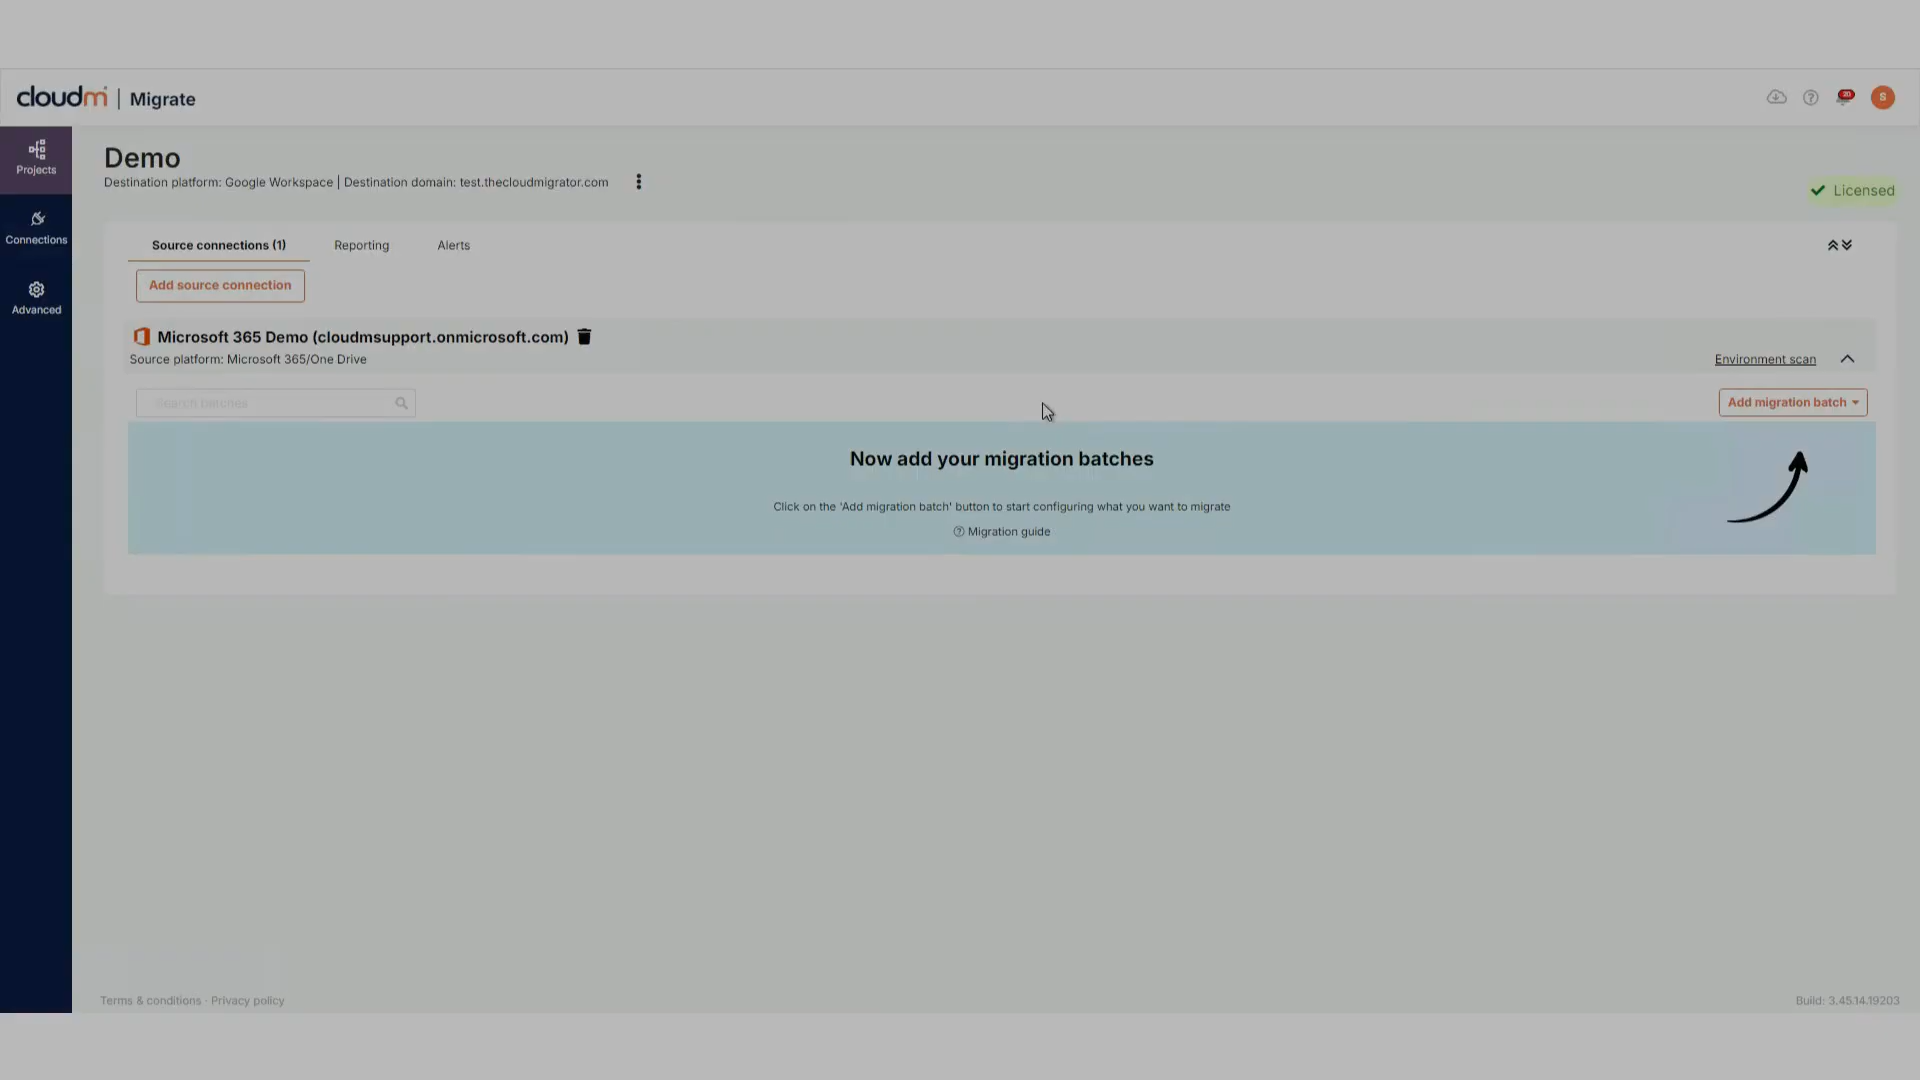 cloudm | Migrate
20
S
Projects
Connections
Advanced
Demo
Destination platform: Google Workspace | Destination domain: test.thecloudmigrator.com
Licensed
Source connections (1)
Reporting
Alerts
Add source connection
Microsoft 365 Demo (cloudmsupport.onmicrosoft.com)
Source platform: Microsoft 365/One Drive
Environment scan
Search batches
Add migration batch
Now add your migration batches
Click on the 'Add migration batch' button to start configuring what you want to migrate
Migration guide
Terms & conditions · Privacy policy
Build: 3.45.14.19203